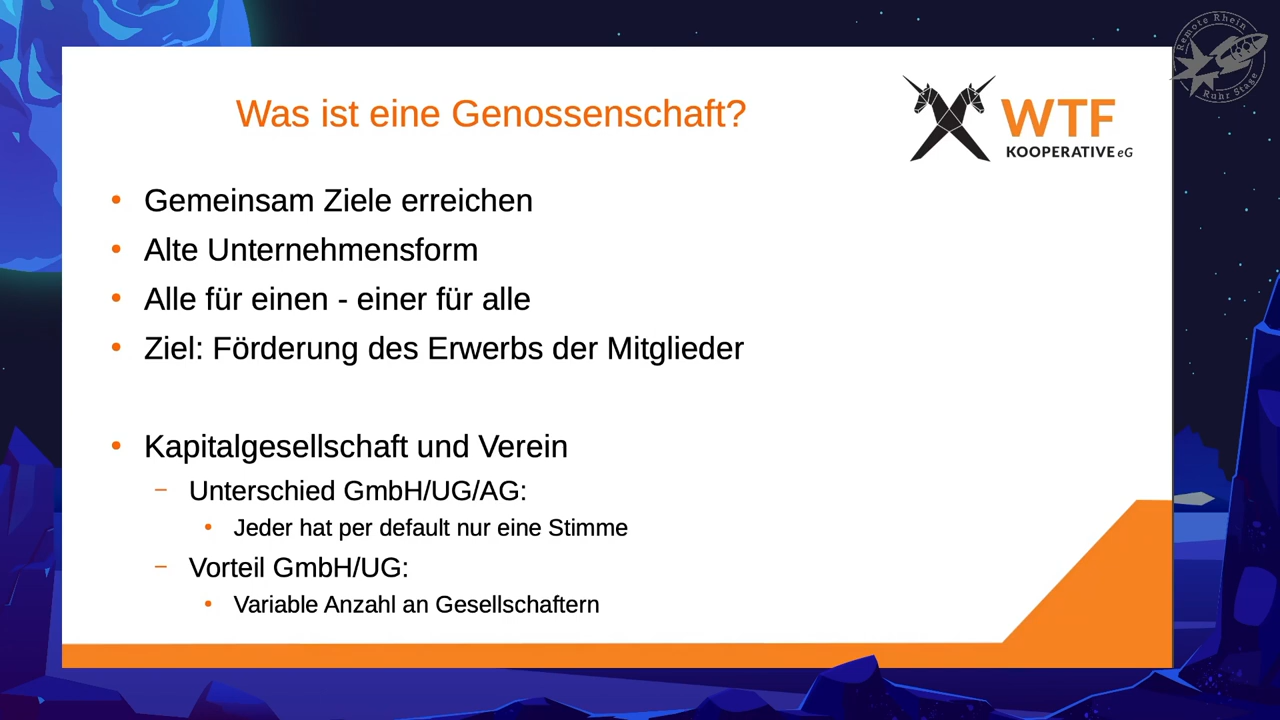 Remote Rhein
Ruhr Stage
Was ist eine Genossenschaft?
WTF
KOOPERATIVE eG
Gemeinsam Ziele erreichen
Alte Unternehmensform
Alle für einen - einer für alle
Ziel: Förderung des Erwerbs der Mitglieder
Kapitalgesellschaft und Verein
Unterschied GmbH/UG/AG:
Jeder hat per default nur eine Stimme
Vorteil GmbH/UG:
Variable Anzahl an Gesellschaftern